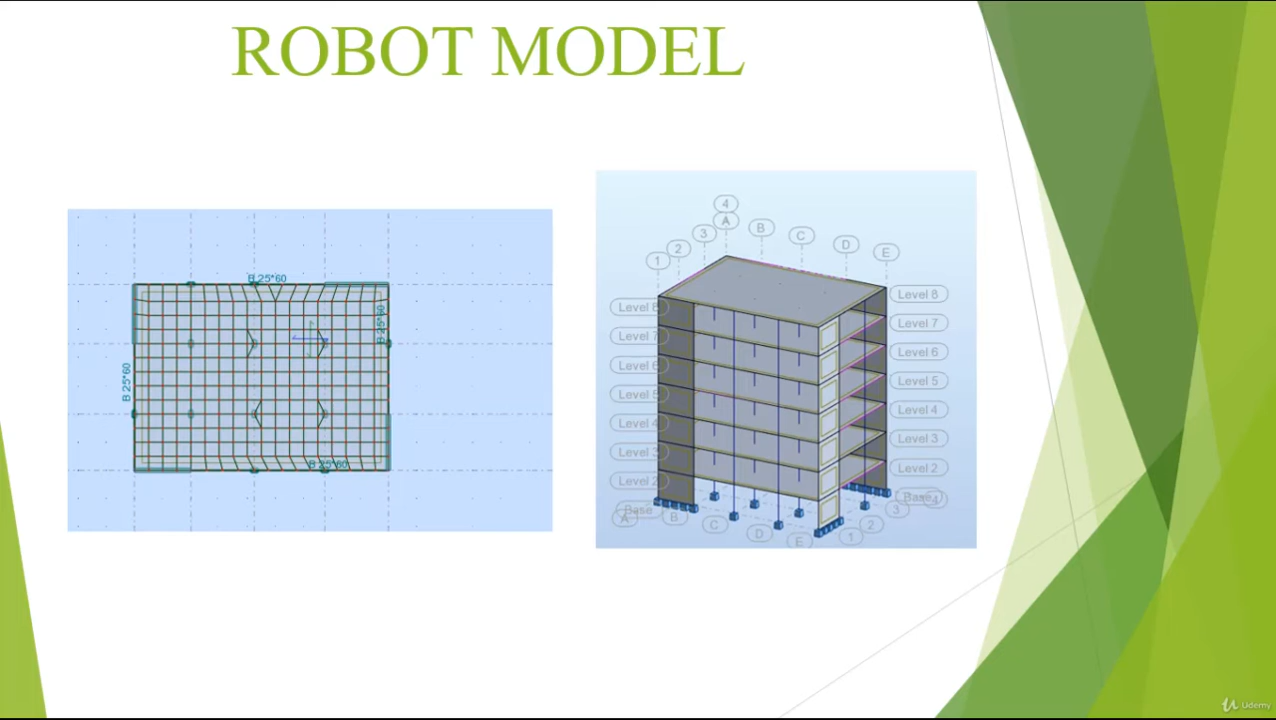 ROBOT MODEL
B 25*60
B 25*60
B 25*60
B 25*60
4
A
B
3
C
2
D
1
E
Level 8
Level 8
Level 7
Level 7
Level 6
Level 6
Level 5
Level 5
Level 4
Level 4
Level 3
Level 3
Level 2
Level 2
Base
Base
4
A
B
C
D
E
1
2
3
Udemy